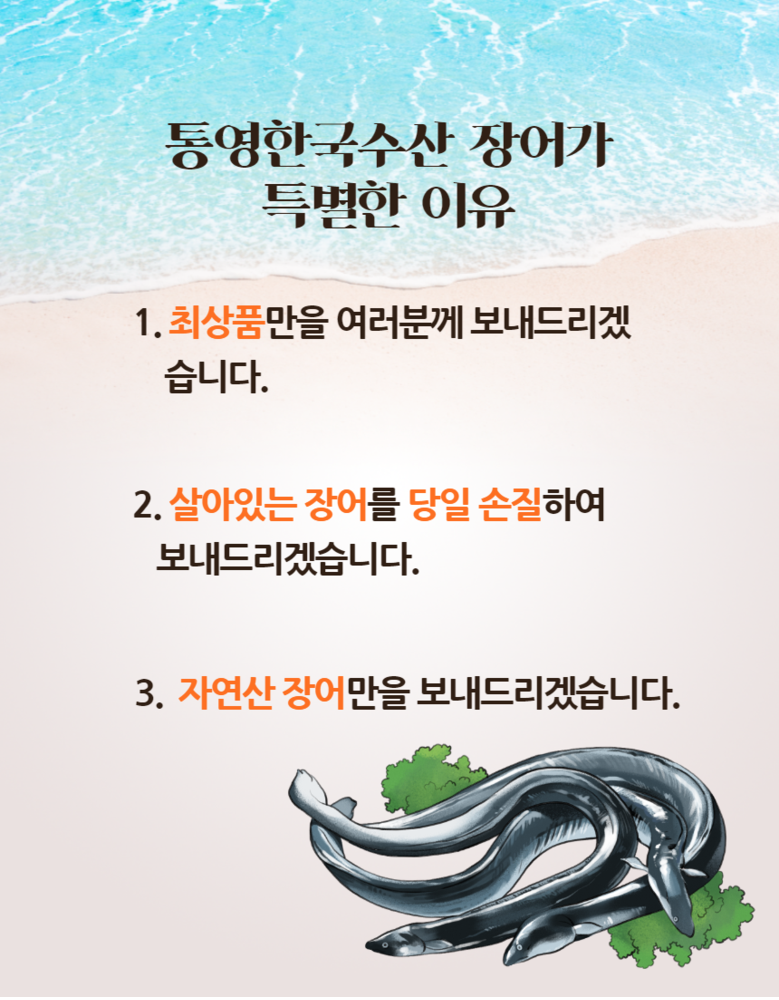 통영한국수산 장어가
특별한 이유
1. 최상품만을 여러분께 보내드리겠
습니다.
2. 살아있는 장어를 당일 손질하여
보내드리겠습니다.
3. 자연산 장어만을 보내드리겠습니다.